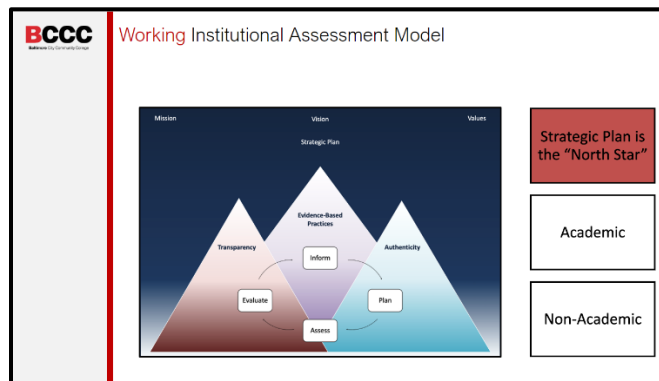 BCCC
Baltimore City Community College
Working Institutional Assessment Model
Mission
Vision
Values
Strategic Plan
Evidence-Based
Practices
Transparency
Authenticity
Inform
Evaluate
Plan
Assess
Strategic Plan is
the “North Star”
Academic
Non-Academic